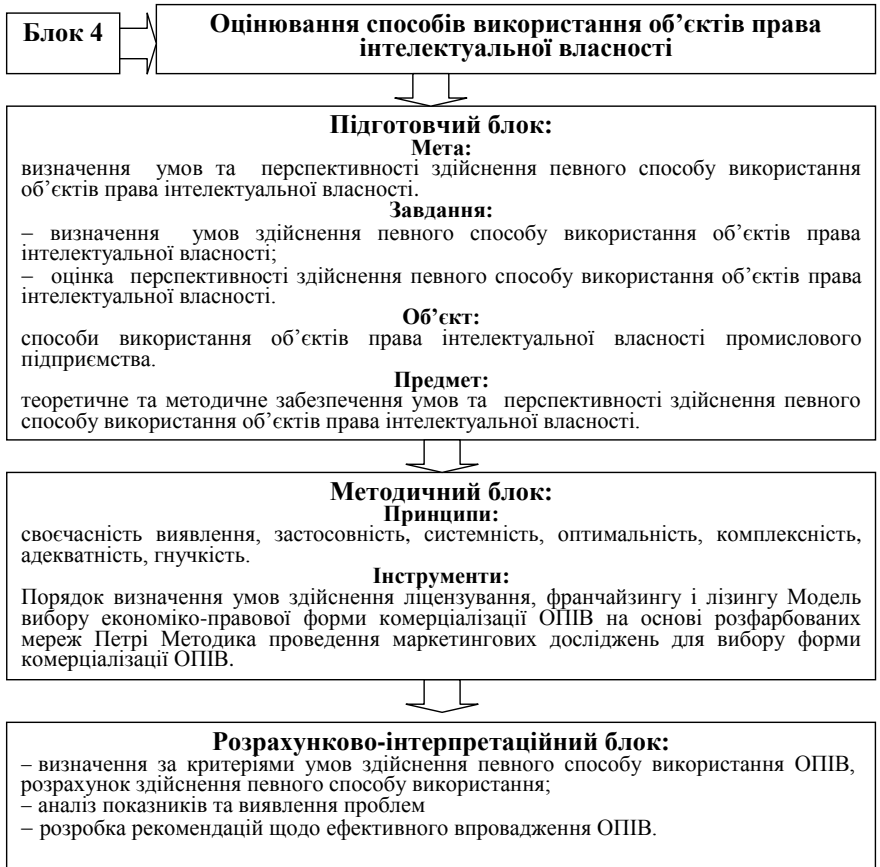 Блок 4
Оцінювання способів використання об’єктів права
інтелектуальної власності
Підготовчий блок:
Мета:
визначення умов та перспективності здійснення певного способу використання
об’єктів права інтелектуальної власності.
Завдання:
– визначення умов здійснення певного способу використання об’єктів права
інтелектуальної власності;
– оцінка перспективності здійснення певного способу використання об’єктів права
інтелектуальної власності.
Об’єкт:
способи використання об’єктів права інтелектуальної власності промислового
підприємства.
Предмет:
теоретичне та методичне забезпечення умов та перспективності здійснення певного
способу використання об’єктів права інтелектуальної власності.
Методичний блок:
Принципи:
своєчасність виявлення, застосовність, системність, оптимальність, комплексність,
адекватність, гнучкість.
Інструменти:
Порядок визначення умов здійснення ліцензування, франчайзингу і лізингу Модель
вибору економіко-правової форми комерціалізації ОПІВ на основі розфарбованих
мереж Петрі Методика проведення маркетингових досліджень для вибору форми
комерціалізації ОПІВ.
Розрахунково-інтерпретаційний блок:
– визначення за критеріями умов здійснення певного способу використання ОПІВ,
розрахунок здійснення певного способу використання;
– аналіз показників та виявлення проблем
– розробка рекомендацій щодо ефективного впровадження ОПІВ.